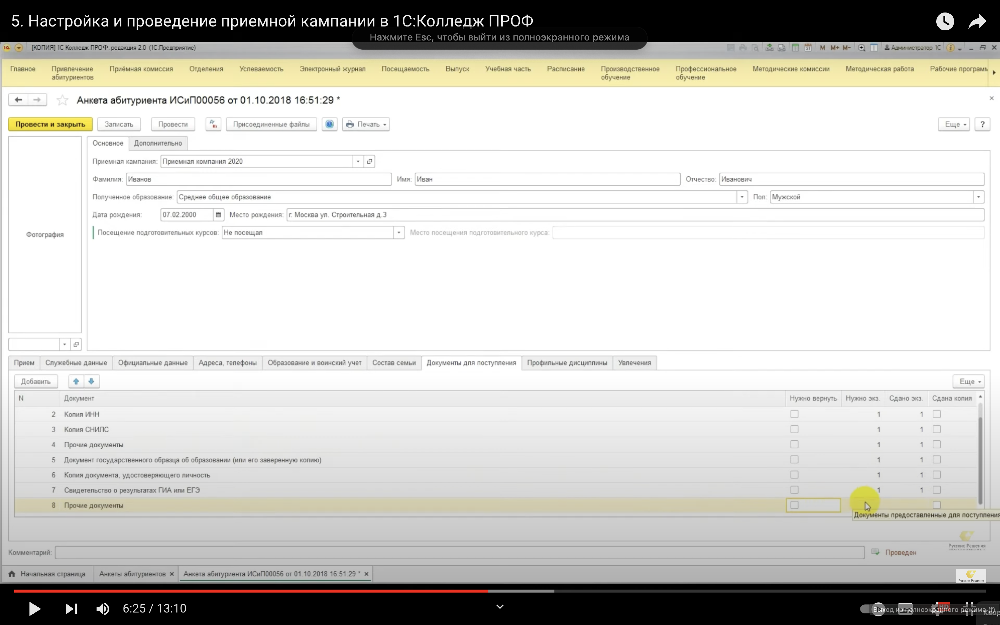 5. Настройка и проведение приемной кампании в 1С:Колледж ПРОФ
Нажмите Esc, чтобы выйти из полноэкранного режима
[КОПИЯ] 1С Колледж ПРОФ, редакция 2.0 (1С:Предприятие)
M M+ M- Администратор 1С
Главное Привлечение абитуриентов Приёмная комиссия Отделения Успеваемость Электронный журнал Посещаемость Выпуск Учебная часть Расписание Производственное обучение Профессиональное обучение Методические комиссии Методическая работа Рабочие програм
Анкета абитуриента ИСиП00056 от 01.10.2018 16:51:29 *
Провести и закрыть Записать Провести Дт Кт Присоединенные файлы Печать Еще ?
Основное Дополнительно
Приемная кампания: Приемная компания 2020
Фамилия: Иванов Имя: Иван Отчество: Иванович
Полученное образование: Среднее общее образование Пол: Мужской
Дата рождения: 07.02.2000 Место рождения: г. Москва ул. Строительная д.3
Посещение подготовительных курсов: Не посещал Место посещения подготовительного курса:
Фотография
Прием Служебные данные Официальные данные Адреса, телефоны Образование и воинский учет Состав семьи Документы для поступления Профильные дисциплины Увлечения
Добавить Еще
N Документ Нужно вернуть Нужно экз. Сдано экз. Сдана копия
2 Копия ИНН 1 1
3 Копия СНИЛС 1 1
4 Прочие документы 1 1
5 Документ государственного образца об образовании (или его заверенную копию) 1 1
6 Копия документа, удостоверяющего личность 1 1
7 Свидетельство о результатах ГИА или ЕГЭ 1 1
8 Прочие документы
Документы предоставленные для поступления
Русские Решения
Комментарий: Проведен
Начальная страница Анкеты абитуриентов × Анкета абитуриента ИСиП00056 от 01.10.2018 16:51:29 * ×
Русские Решения
6:25 / 13:10
HD
Выход из полноэкранного режима (f)